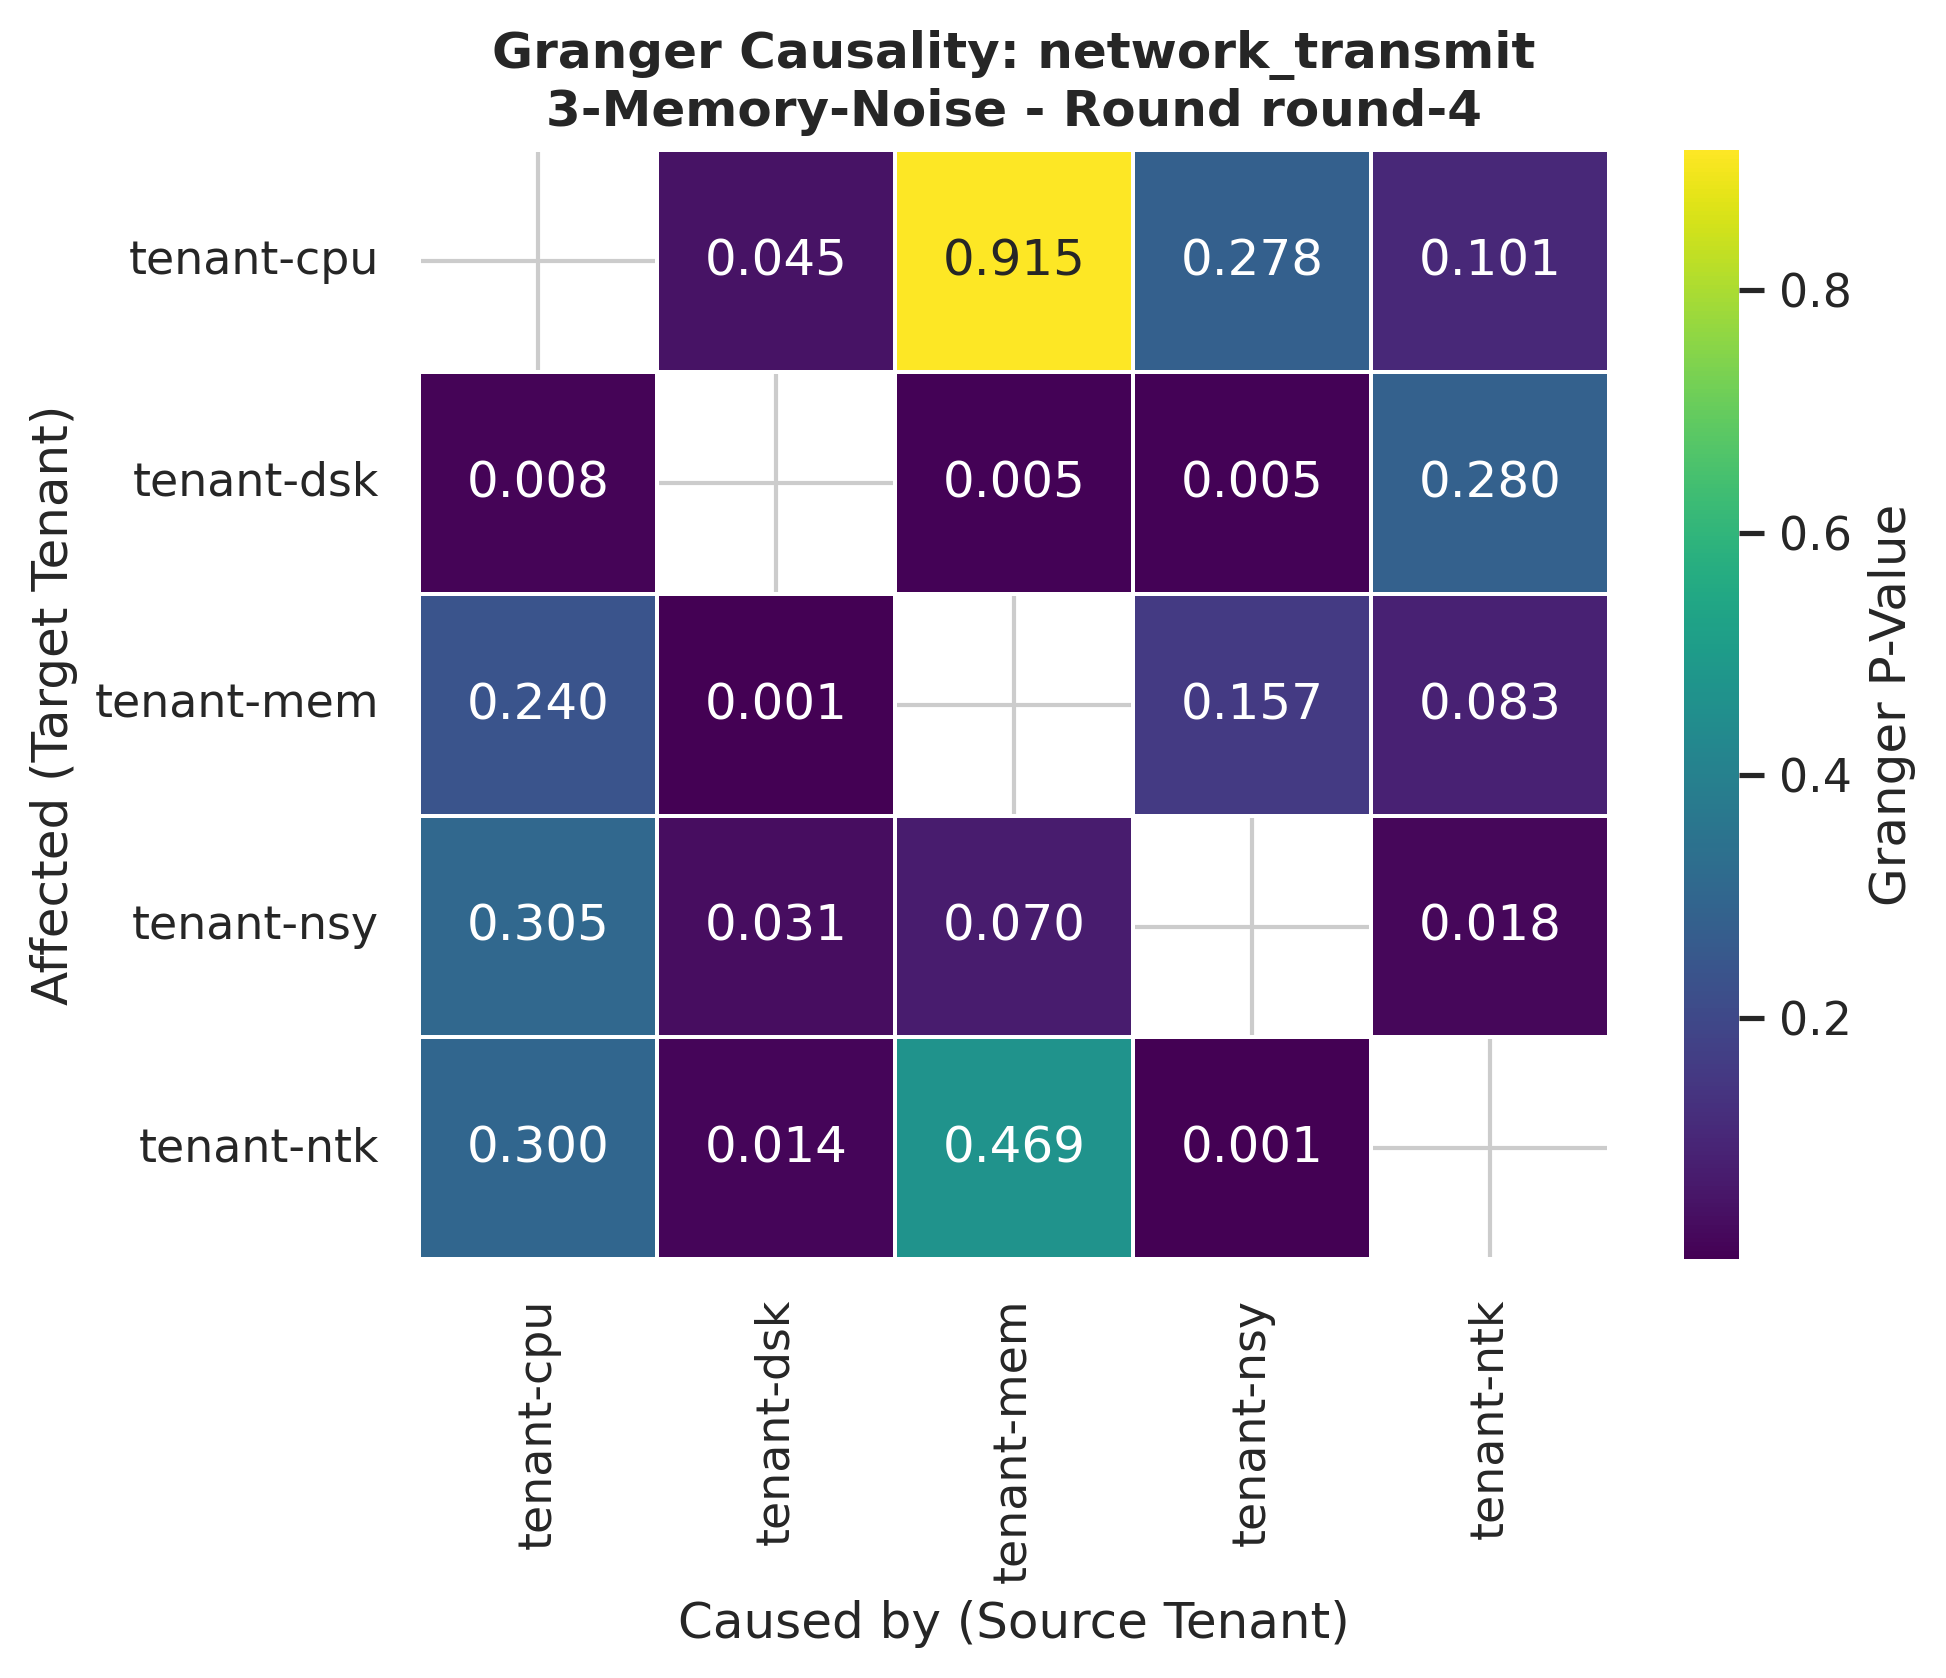 Granger Causality: network_transmit
3-Memory-Noise - Round round-4
Affected (Target Tenant)
tenant-cpu
0.045 0.915 0.278 0.101
tenant-dsk
0.008 0.005 0.005 0.280
tenant-mem
0.240 0.001 0.157 0.083
tenant-nsy
0.305 0.031 0.070 0.018
tenant-ntk
0.300 0.014 0.469 0.001
tenant-cpu
tenant-dsk
tenant-mem
tenant-nsy
tenant-ntk
Caused by (Source Tenant)
0.8
0.6
0.4
0.2
Granger P-Value